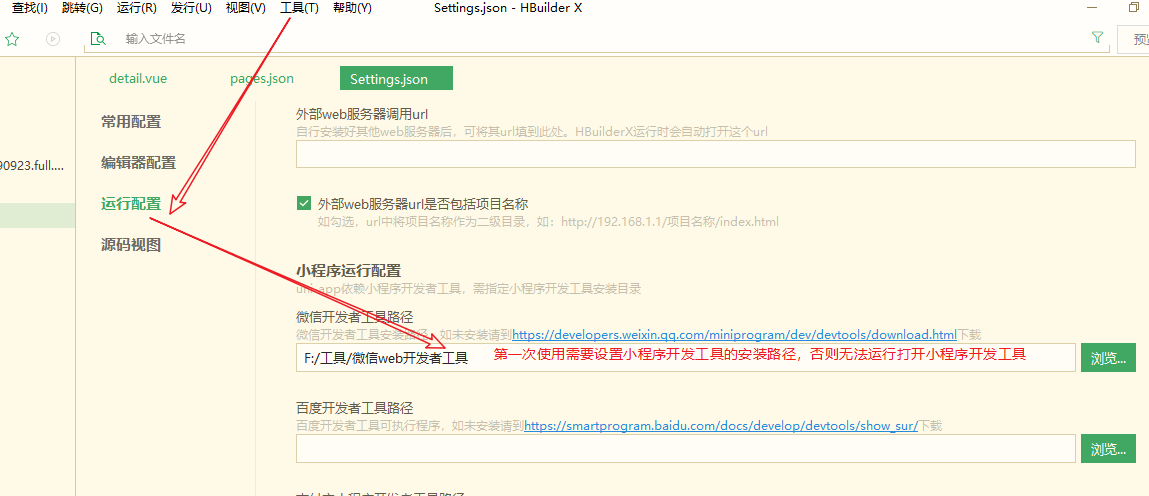 查找(I) 跳转(G) 运行(R) 发行(U) 视图(V) 工具(T) 帮助(Y) Settings.json - HBuilder X
输入文件名 预览
detail.vue pages.json Settings.json
常用配置
编辑器配置
运行配置
源码视图
90923.full....
外部web服务器调用url
自行安装好其他web服务器后，可将其url填到此处。HBuilderX运行时会自动打开这个url
外部web服务器url是否包括项目名称
如勾选，url中将项目名称作为二级目录，如：http://192.168.1.1/项目名称/index.html
小程序运行配置
uni-app依赖小程序开发者工具，需指定小程序开发工具安装目录
微信开发者工具路径
微信开发者工具安装路径，如未安装请到https://developers.weixin.qq.com/miniprogram/dev/devtools/download.html下载
F:/工具/微信web开发者工具 第一次使用需要设置小程序开发工具的安装路径，否则无法运行打开小程序开发工具 浏览...
百度开发者工具路径
百度开发者工具可执行程序，如未安装请到https://smartprogram.baidu.com/docs/develop/devtools/show_sur/下载
浏览...